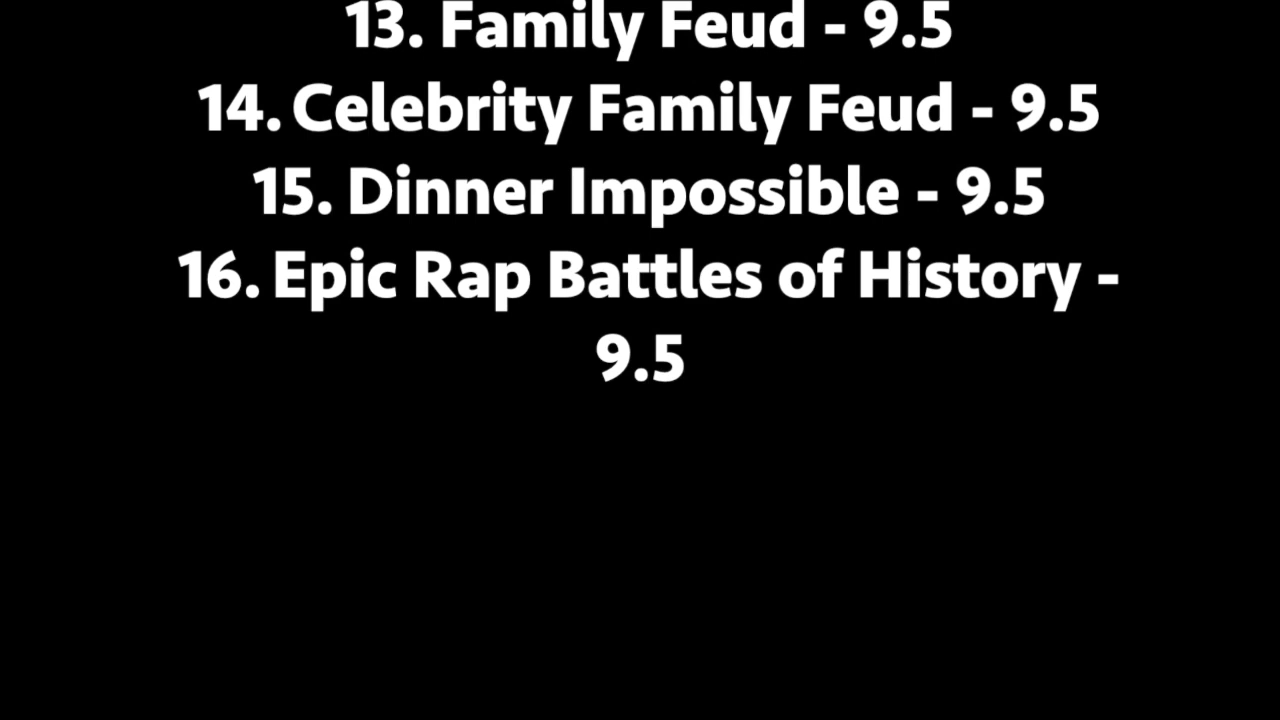 13. Family Feud - 9.5
14. Celebrity Family Feud - 9.5
15. Dinner Impossible - 9.5
16. Epic Rap Battles of History -
9.5